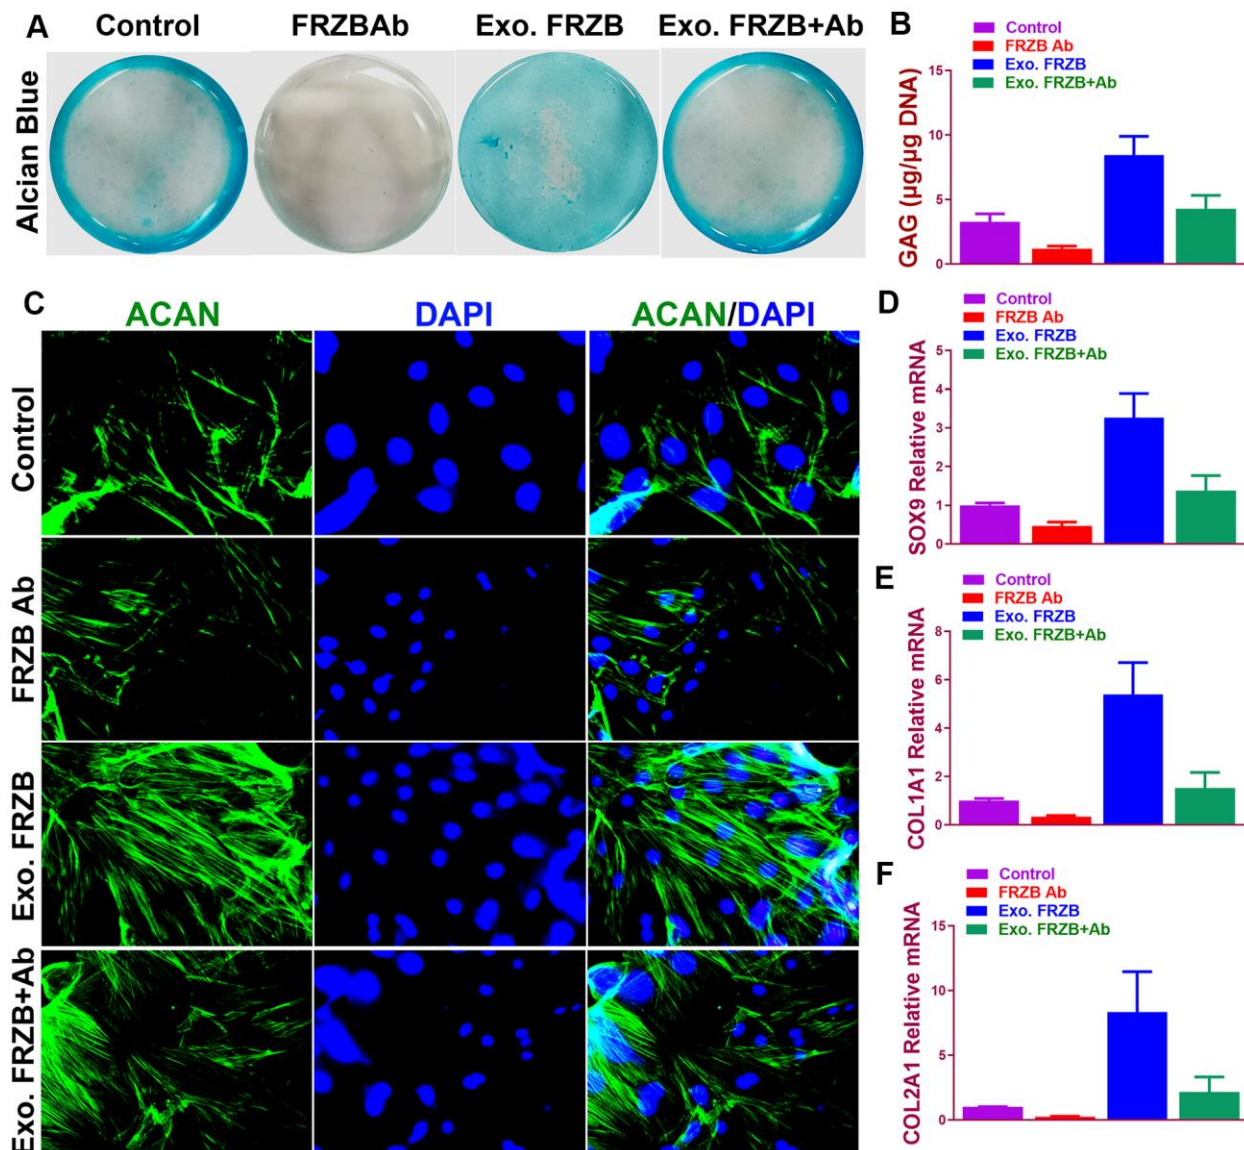 A
Control
FRZBAb
Exo. FRZB
Exo. FRZB+Ab
Alcian Blue
B
Control
FRZB Ab
Exo. FRZB
Exo. FRZB+Ab
GAG (µg/µg DNA)
15
10
5
0
C
ACAN
DAPI
ACAN/DAPI
Control
FRZB Ab
Exo. FRZB
Exo. FRZB+Ab
D
Control
FRZB Ab
Exo. FRZB
Exo. FRZB+Ab
SOX9 Relative mRNA
5
4
3
2
1
0
E
Control
FRZB Ab
Exo. FRZB
Exo. FRZB+Ab
COL1A1 Relative mRNA
8
6
4
2
0
F
Control
FRZB Ab
Exo. FRZB
Exo. FRZB+Ab
COL2A1 Relative mRNA
15
10
5
0